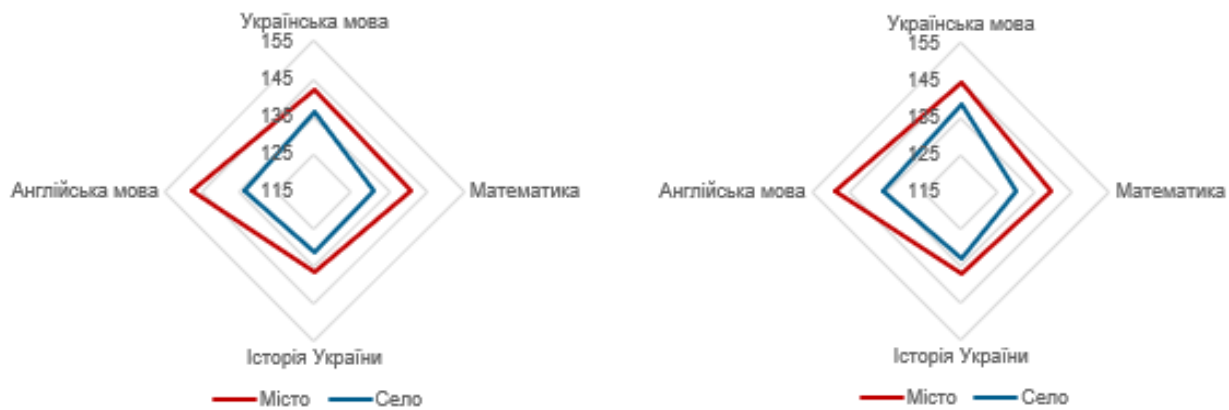 Українська мова
155
145
135
125
115
Англійська мова
Математика
Історія України
Місто Село
Українська мова
155
145
135
125
115
Англійська мова
Математика
Історія України
Місто Село